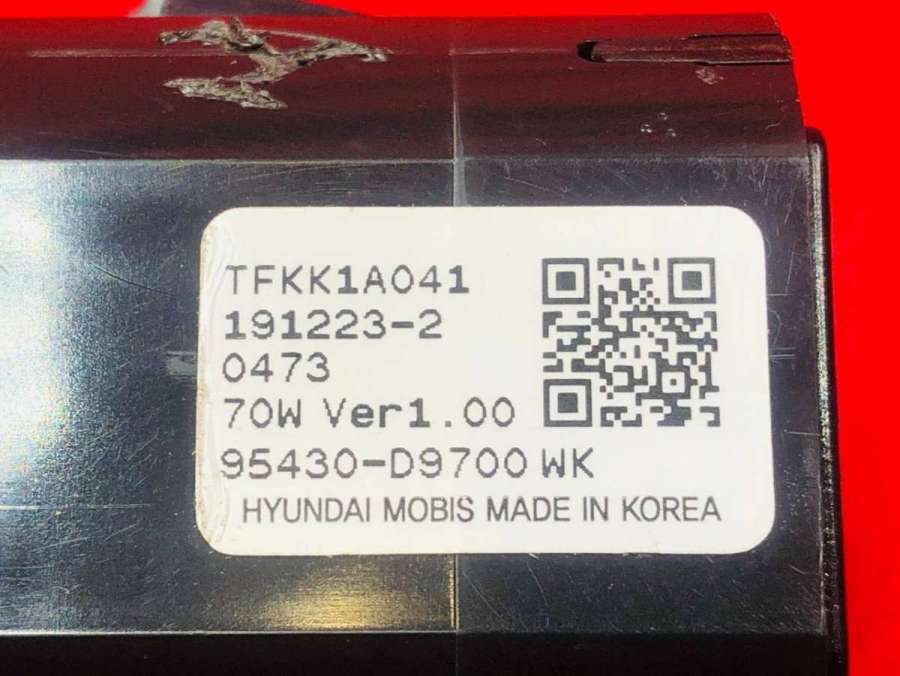 TFKK1A041
191223-2
0473
70W Ver1.00
95430-D9700 WK
HYUNDAI MOBIS MADE IN KOREA